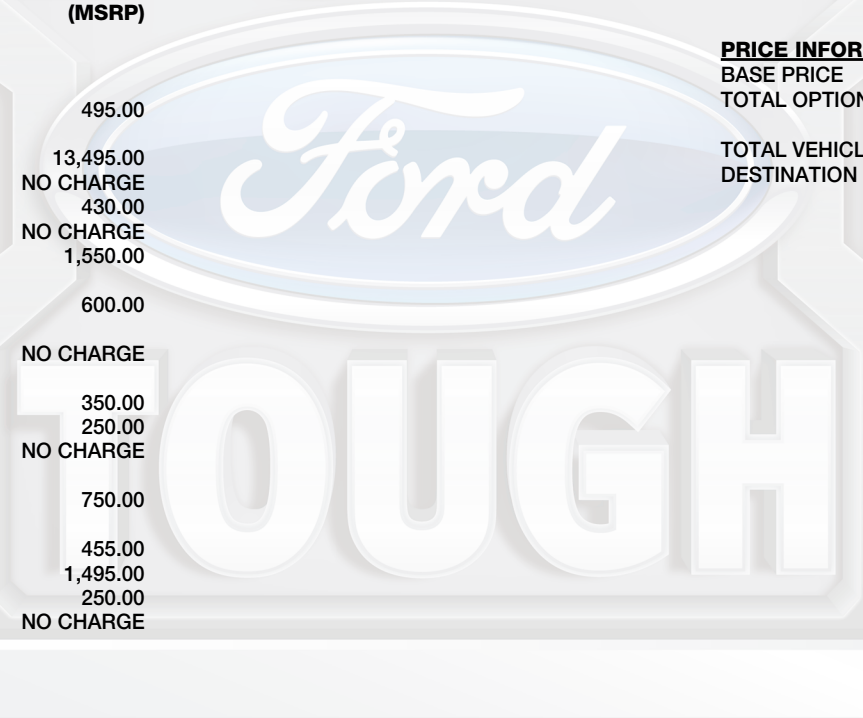 (MSRP)
495.00
13,495.00
NO CHARGE
430.00
NO CHARGE
1,550.00
600.00
NO CHARGE
350.00
250.00
NO CHARGE
750.00
455.00
1,495.00
250.00
NO CHARGE
PRICE INFOR
BASE PRICE
TOTAL OPTION
TOTAL VEHICL
DESTINATION
Ford
TOUGH